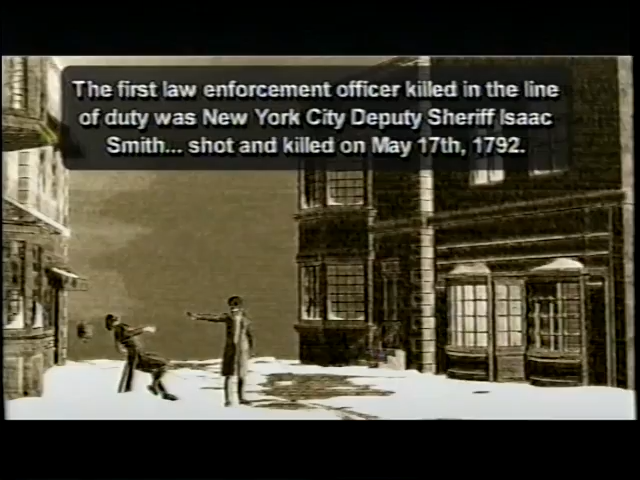 The first law enforcement officer killed in the line
of duty was New York City Deputy Sheriff Isaac
Smith... shot and killed on May 17th, 1792.